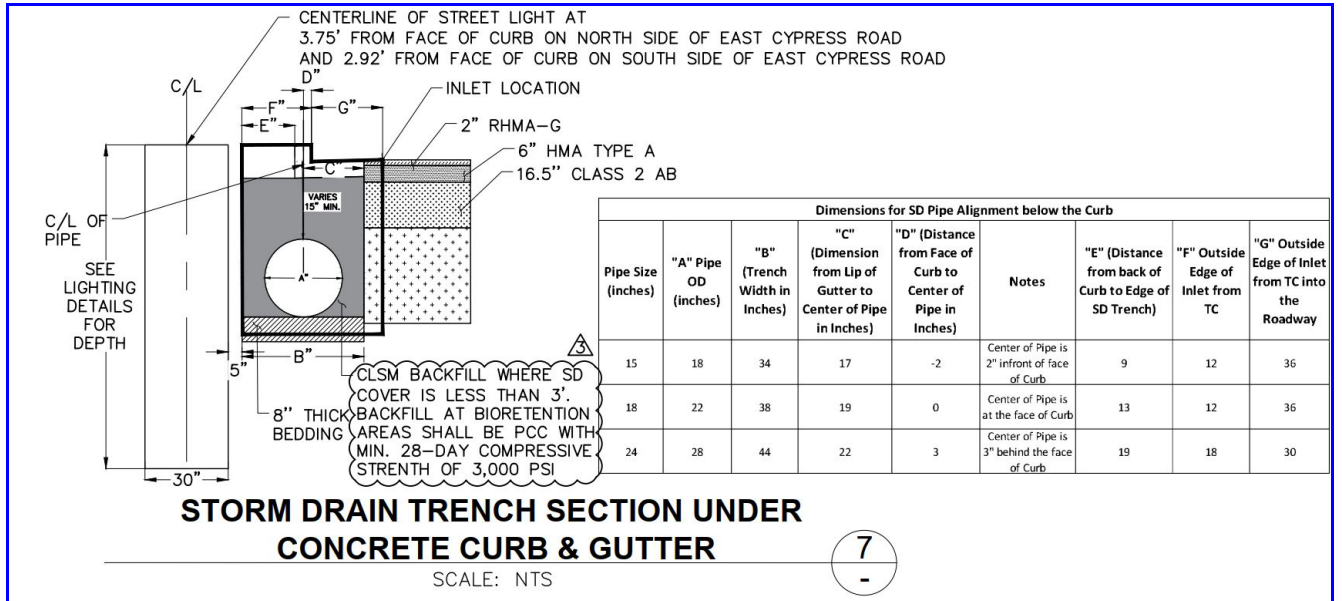 CENTERLINE OF STREET LIGHT AT
3.75' FROM FACE OF CURB ON NORTH SIDE OF EAST CYPRESS ROAD
AND 2.92' FROM FACE OF CURB ON SOUTH SIDE OF EAST CYPRESS ROAD
C/L
D"
F"
G"
E"
INLET LOCATION
2" RHMA-G
6" HMA TYPE A
16.5" CLASS 2 AB
C"
VARIES
15" MIN.
C/L OF
PIPE
A"
SEE
LIGHTING
DETAILS
FOR
DEPTH
5"
B"
8" THICK
BEDDING
30"
3
CLSM BACKFILL WHERE SD
COVER IS LESS THAN 3'.
BACKFILL AT BIORETENTION
AREAS SHALL BE PCC WITH
MIN. 28-DAY COMPRESSIVE
STRENTH OF 3,000 PSI
Dimensions for SD Pipe Alignment below the Curb
Pipe Size
(inches)
"A" Pipe
OD
(inches)
"B"
(Trench
Width in
Inches)
"C"
(Dimension
from Lip of
Gutter to
Center of Pipe
in Inches)
"D" (Distance
from Face of
Curb to
Center of
Pipe in
Inches)
Notes
"E" (Distance
from back of
Curb to Edge of
SD Trench)
"F" Outside
Edge of
Inlet from
TC
"G" Outside
Edge of Inlet
from TC into
the
Roadway
15 18 34 17 -2 Center of Pipe is
2" infront of face
of Curb 9 12 36
18 22 38 19 0 Center of Pipe is
at the face of Curb 13 12 36
24 28 44 22 3 Center of Pipe is
3" behind the face
of Curb 19 18 30
STORM DRAIN TRENCH SECTION UNDER
CONCRETE CURB & GUTTER
SCALE: NTS
7
-